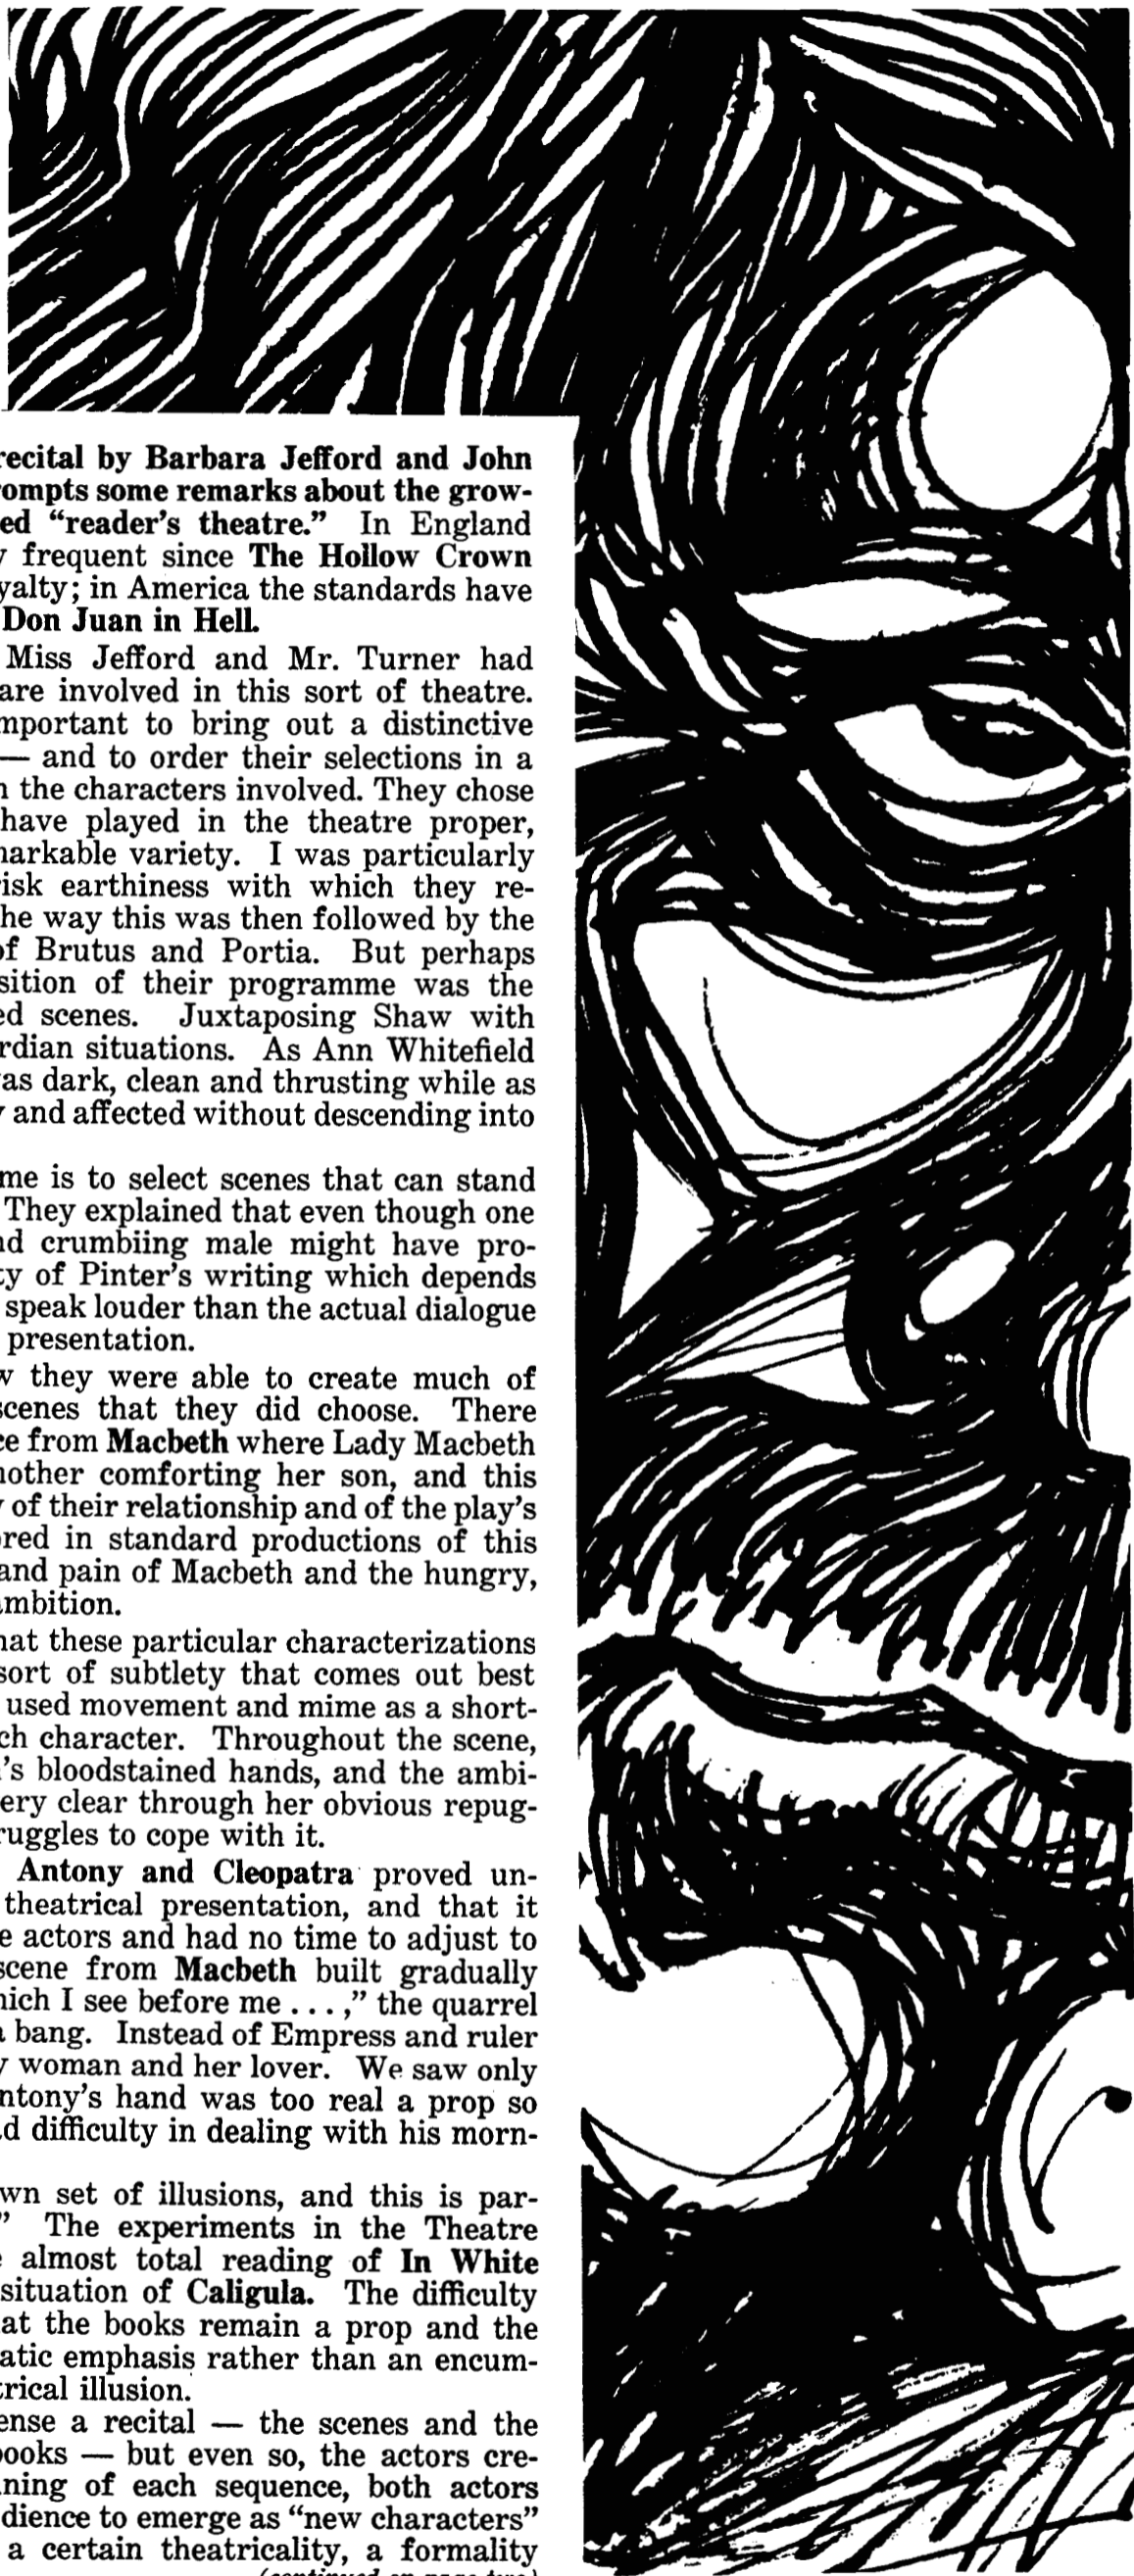 recital by Barbara Jefford and John
rompts some remarks about the grow-
ed “reader’s theatre.” In England
y frequent since The Hollow Crown
yalty; in America the standards have
Don Juan in Hell.
Miss Jefford and Mr. Turner had
are involved in this sort of theatre.
mportant to bring out a distinctive
— and to order their selections in a
n the characters involved. They chose
have played in the theatre proper,
narkable variety. I was particularly
risk earthiness with which they re-
he way this was then followed by the
of Brutus and Portia. But perhaps
sition of their programme was the
ed scenes. Juxtaposing Shaw with
rdian situations. As Ann Whitefield
as dark, clean and thrusting while as
y and affected without descending into
me is to select scenes that can stand
They explained that even though one
nd crumbiing male might have pro-
ty of Pinter’s writing which depends
speak louder than the actual dialogue
presentation.
w they were able to create much of
scenes that they did choose. There
ce from Macbeth where Lady Macbeth
nother comforting her son, and this
y of their relationship and of the play’s
ored in standard productions of this
and pain of Macbeth and the hungry,
ambition.
hat these particular characterizations
sort of subtlety that comes out best
used movement and mime as a short-
ch character. Throughout the scene,
’s bloodstained hands, and the ambi-
ery clear through her obvious repug-
ruggles to cope with it.
Antony and Cleopatra proved un-
theatrical presentation, and that it
e actors and had no time to adjust to
scene from Macbeth built gradually
hich I see before me . . . ,” the quarrel
a bang. Instead of Empress and ruler
y woman and her lover. We saw only
ntony’s hand was too real a prop so
d difficulty in dealing with his morn-
wn set of illusions, and this is par-
” The experiments in the Theatre
e almost total reading of In White
situation of Caligula. The difficulty
at the books remain a prop and the
atic emphasis rather than an encum-
trical illusion.
ense a recital — the scenes and the
books — but even so, the actors cre-
ning of each sequence, both actors
dience to emerge as “new characters”
a certain theatricality, a formality
(continued on page two)